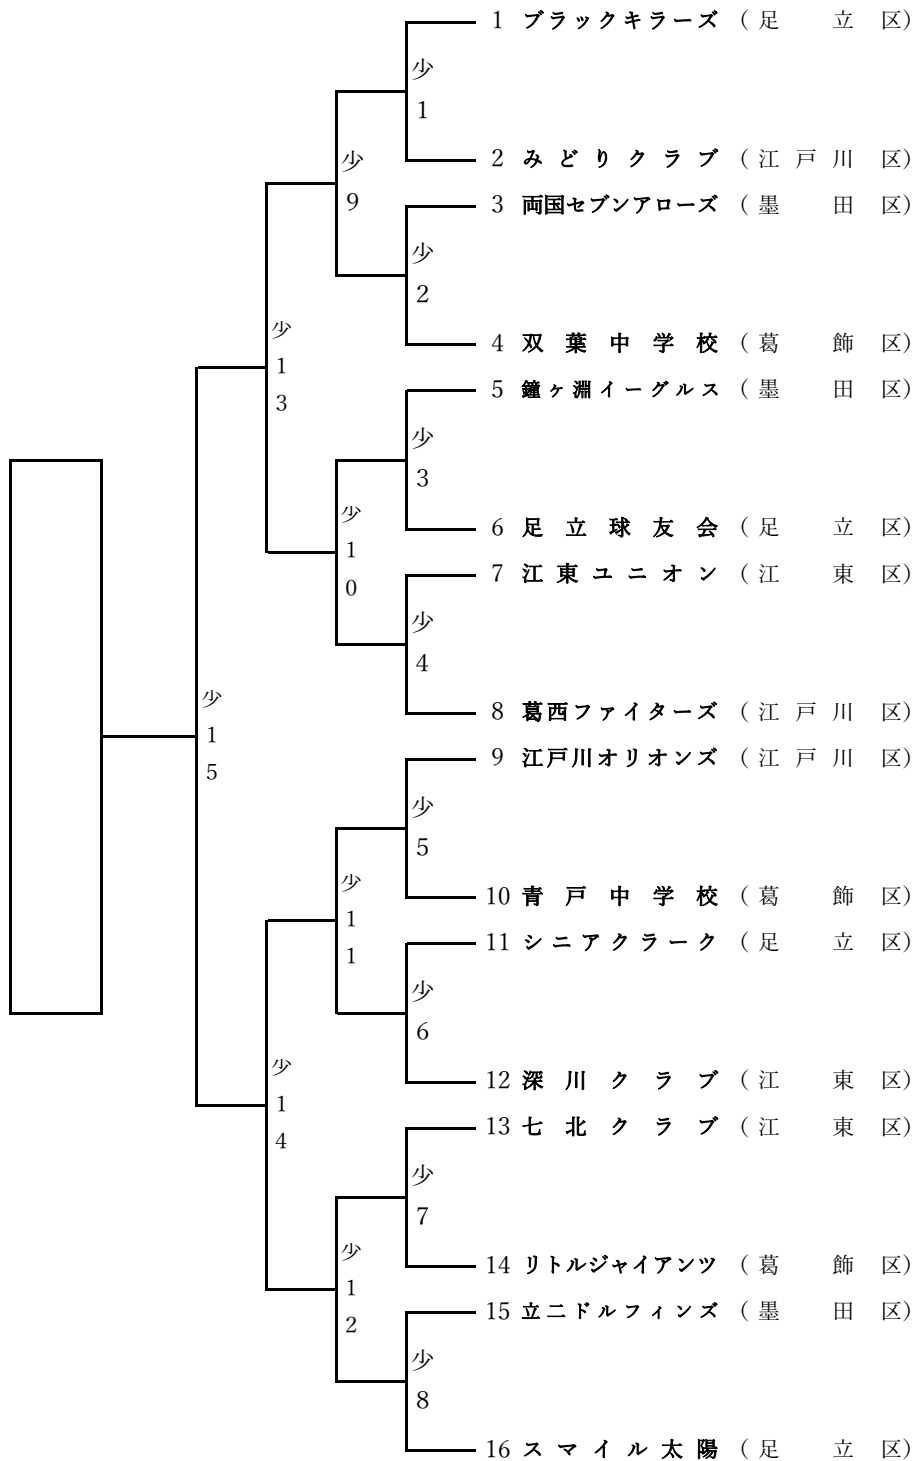 1 ブラックキラーズ (足立区)
少1
2 みどりクラブ (江戸川区)
少9
3 両国セブンアローズ (墨田区)
少2
4 双葉中学校 (葛飾区)
少13
5 鐘ヶ淵イーグルス (墨田区)
少3
6 足立球友会 (足立区)
少10
7 江東ユニオン (江東区)
少4
8 葛西ファイターズ (江戸川区)
少15
9 江戸川オリオンズ (江戸川区)
少5
10 青戸中学校 (葛飾区)
少11
11 シニアクラーク (足立区)
少6
12 深川クラブ (江東区)
少14
13 七北クラブ (江東区)
少7
14 リトルジャイアンツ (葛飾区)
少12
15 立二ドルフィンズ (墨田区)
少8
16 スマイル太陽 (足立区)